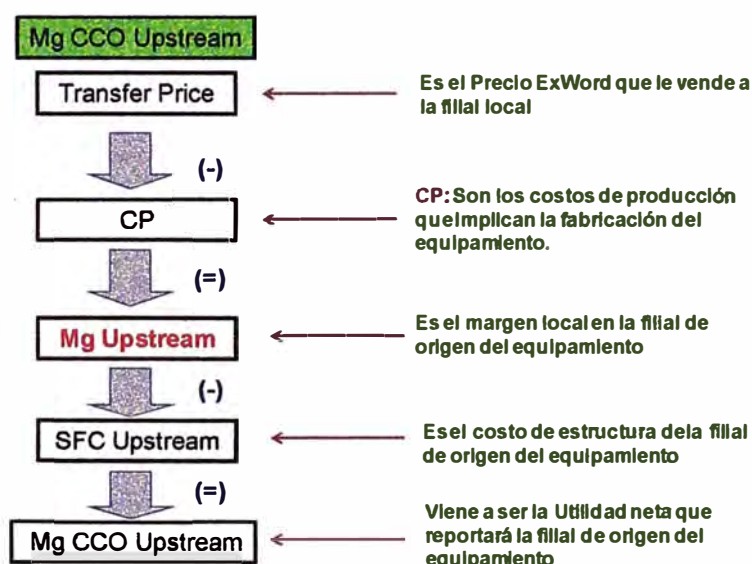 Mg CCO Upstream
Transfer Price
Es el Precio ExWord que le vende a
la filial local
(-)
CP
CP: Son los costos de producción
que implican la fabricación del
equipamiento.
(=)
Mg Upstream
Es el margen local en la filial de
origen del equipamiento
(-)
SFC Upstream
Es el costo de estructura de la filial
de origen del equipamiento
(=)
Mg CCO Upstream
Viene a ser la Utilidad neta que
reportará la filial de origen del
equipamiento